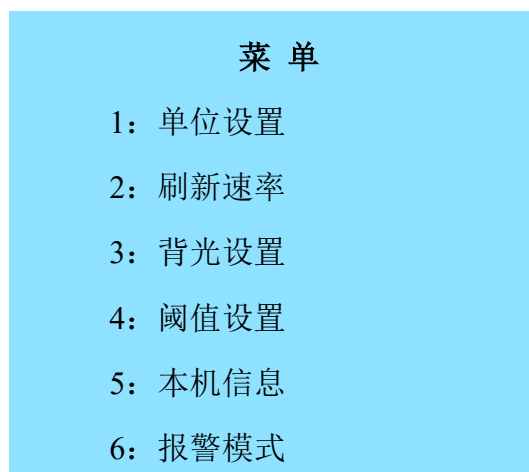 菜 单
1：单位设置
2：刷新速率
3：背光设置
4：阈值设置
5：本机信息
6：报警模式